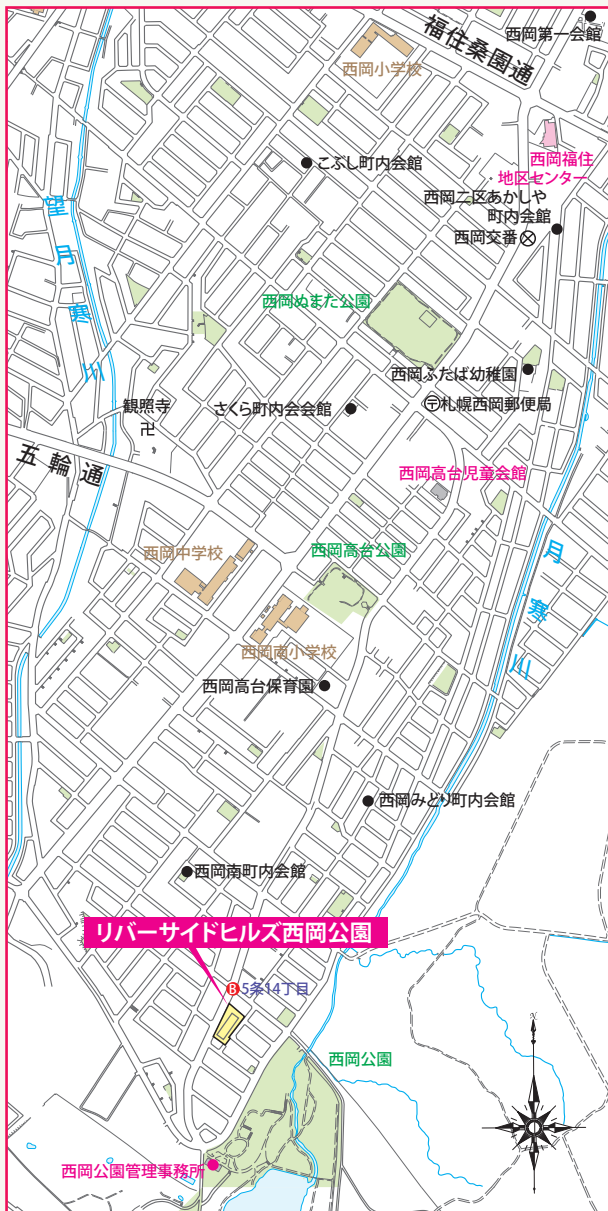 西岡第一会館
福住桑園通
西岡小学校
西岡福住
地区センター
こぶし町内会館
西岡二区あかしや
町内会館
西岡交番
望月寒川
西岡ぬまた公園
西岡ふたば幼稚園
〒札幌西岡郵便局
観照寺
卍
さくら町内会会館
五輪通
西岡高台児童会館
西岡中学校
西岡高台公園
月寒川
西岡南小学校
西岡高台保育園
西岡みどり町内会館
西岡南町内会館
リバーサイドヒルズ西岡公園
B 5条14丁目
西岡公園
N
西岡公園管理事務所